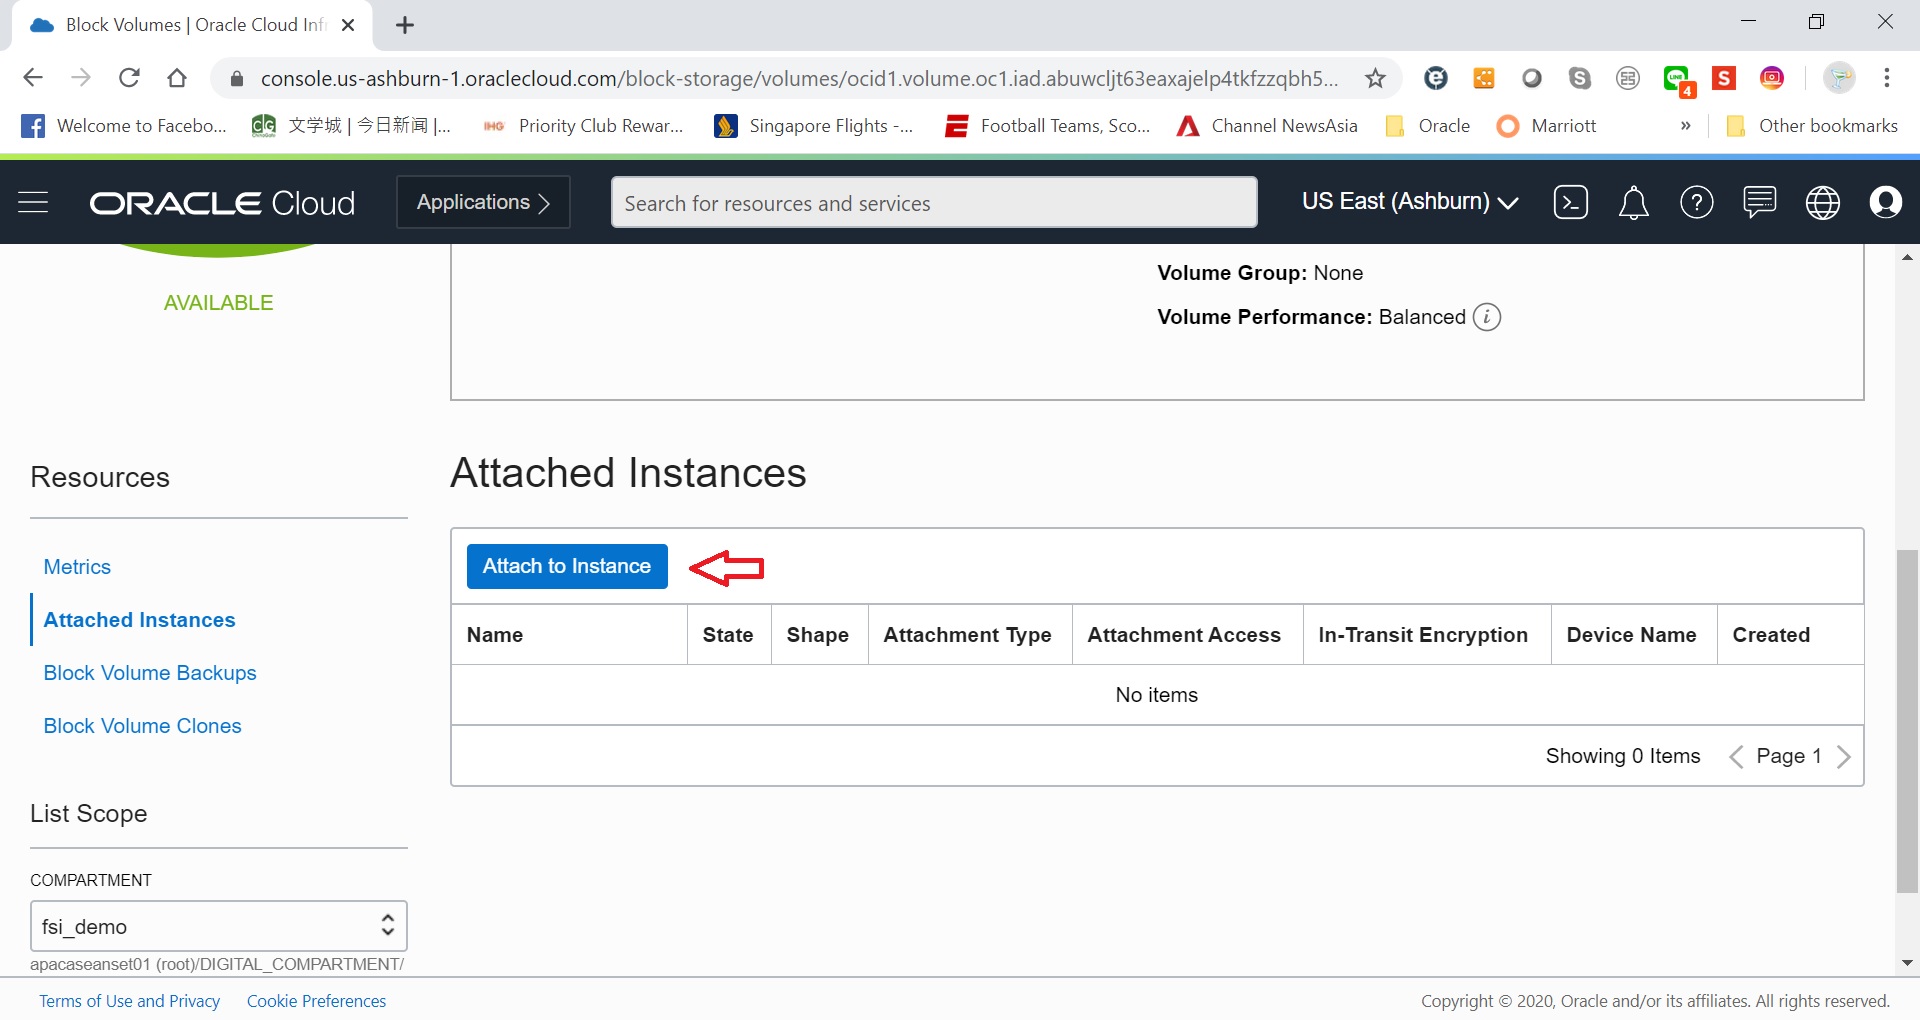 Block Volumes | Oracle Cloud Infr
console.us-ashburn-1.oraclecloud.com/block-storage/volumes/ocid1.volume.oc1.iad.abuwcljt63eaxajelp4tkfzzqbh5...
4
Welcome to Facebo...
文学城 | 今日新闻 |...
IHG
Priority Club Rewar...
Singapore Flights -...
Football Teams, Sco...
Channel NewsAsia
Oracle
Marriott
»
Other bookmarks
ORACLE Cloud
Applications
Search for resources and services
US East (Ashburn)
AVAILABLE
Volume Group: None
Volume Performance: Balanced
Resources
Metrics
Attached Instances
Block Volume Backups
Block Volume Clones
List Scope
COMPARTMENT
fsi_demo
apacaseanset01 (root)/DIGITAL_COMPARTMENT/
Attached Instances
Attach to Instance
Name State Shape Attachment Type Attachment Access In-Transit Encryption Device Name Created
No items
Showing 0 Items
Page 1
Terms of Use and Privacy
Cookie Preferences
Copyright © 2020, Oracle and/or its affiliates. All rights reserved.